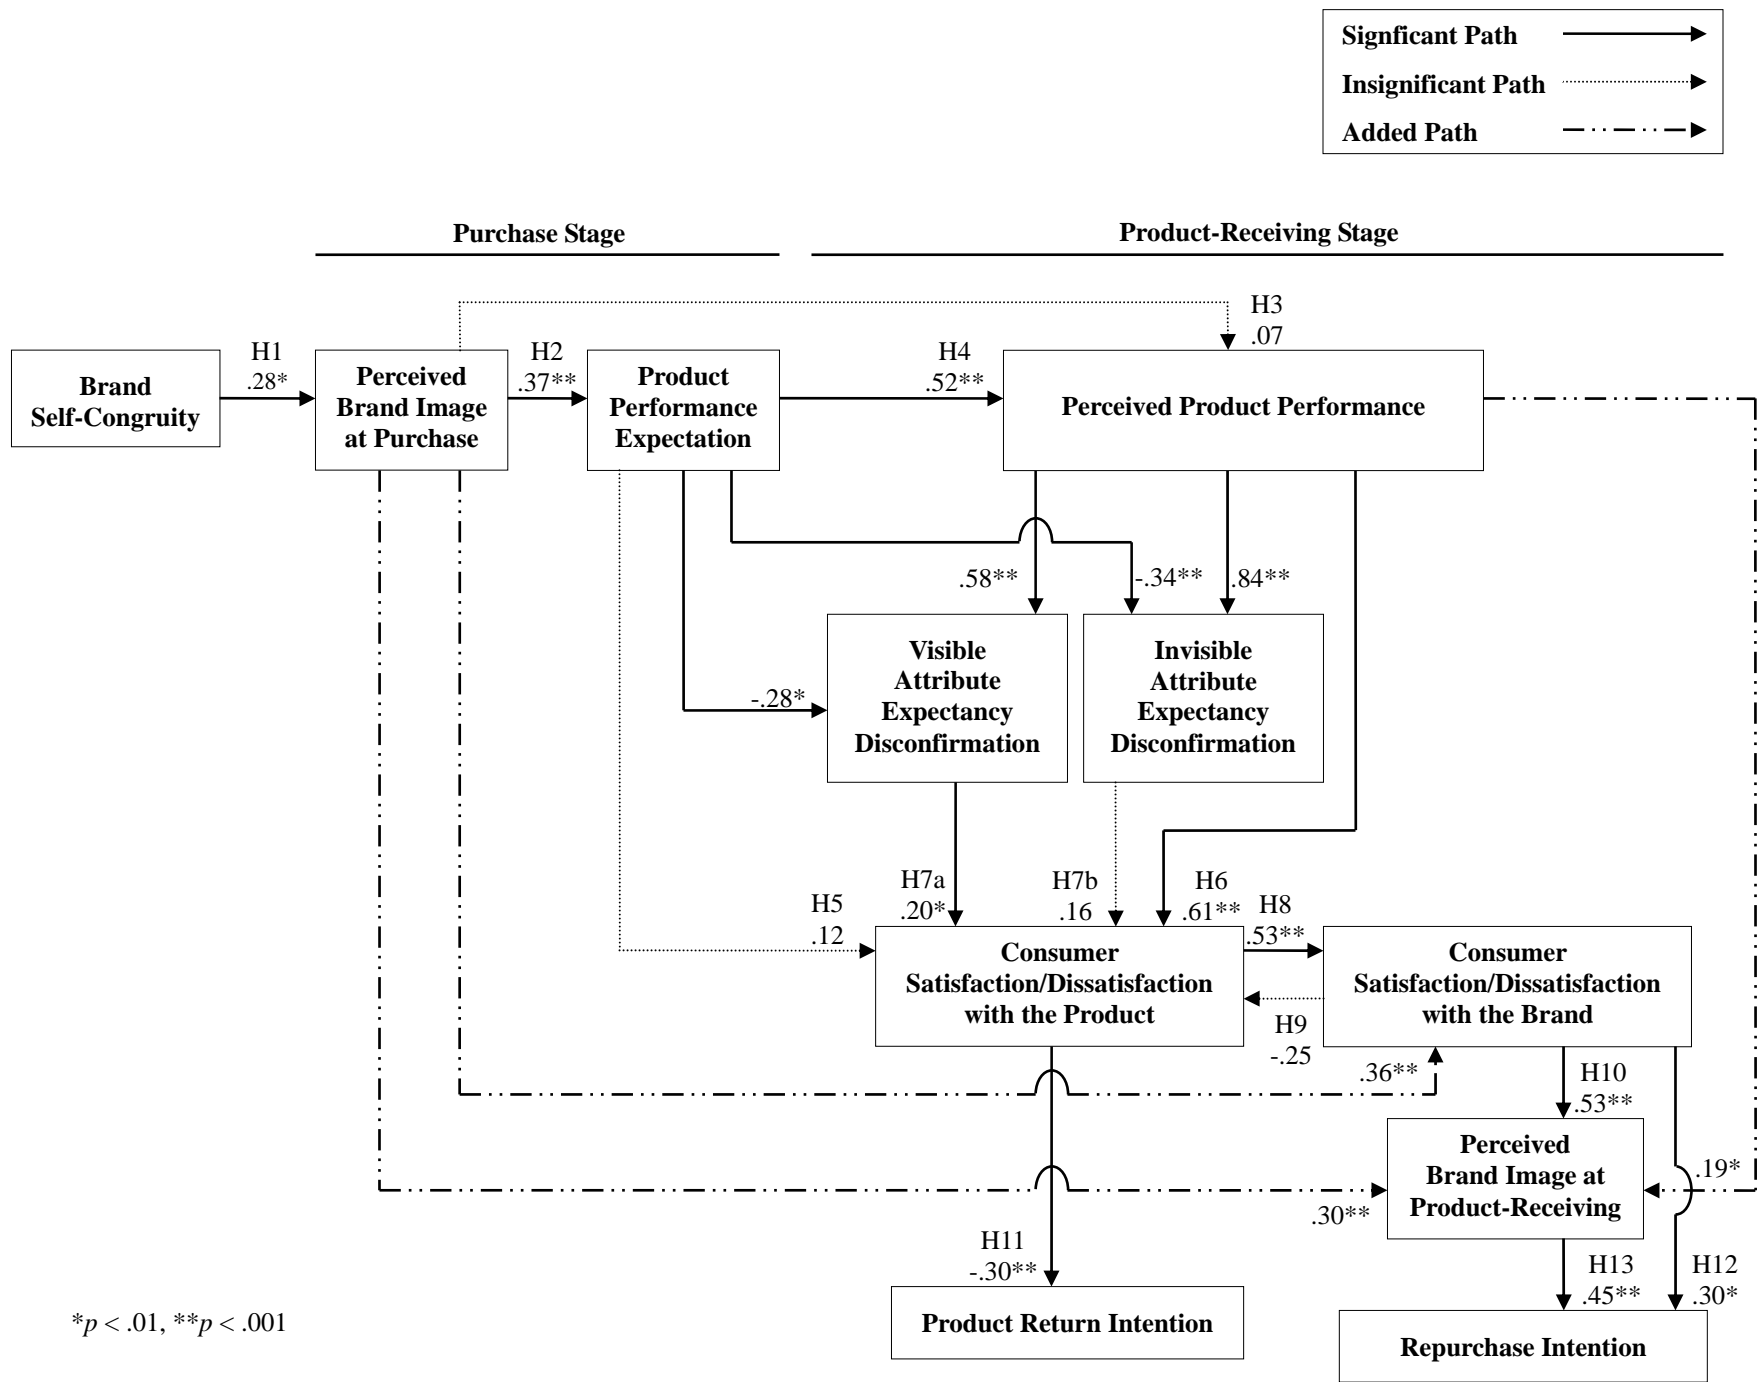 Signficant Path
Insignificant Path
Added Path
Purchase Stage
Product-Receiving Stage
H3
.07
H1
.28*
H2
.37**
H4
.52**
Brand
Self-Congruity
Perceived
Brand Image
at Purchase
Product
Performance
Expectation
Perceived Product Performance
.58**
-.34**
.84**
Visible
Attribute
Expectancy
Disconfirmation
Invisible
Attribute
Expectancy
Disconfirmation
-.28*
H5
.12
H7a
.20*
H7b
.16
H6
.61**
H8
.53**
Consumer
Satisfaction/Dissatisfaction
with the Product
Consumer
Satisfaction/Dissatisfaction
with the Brand
H9
-.25
.36**
H10
.53**
Perceived
Brand Image at
Product-Receiving
.19*
.30**
H11
-.30**
H13
.45**
H12
.30*
Product Return Intention
Repurchase Intention
*p < .01, **p < .001